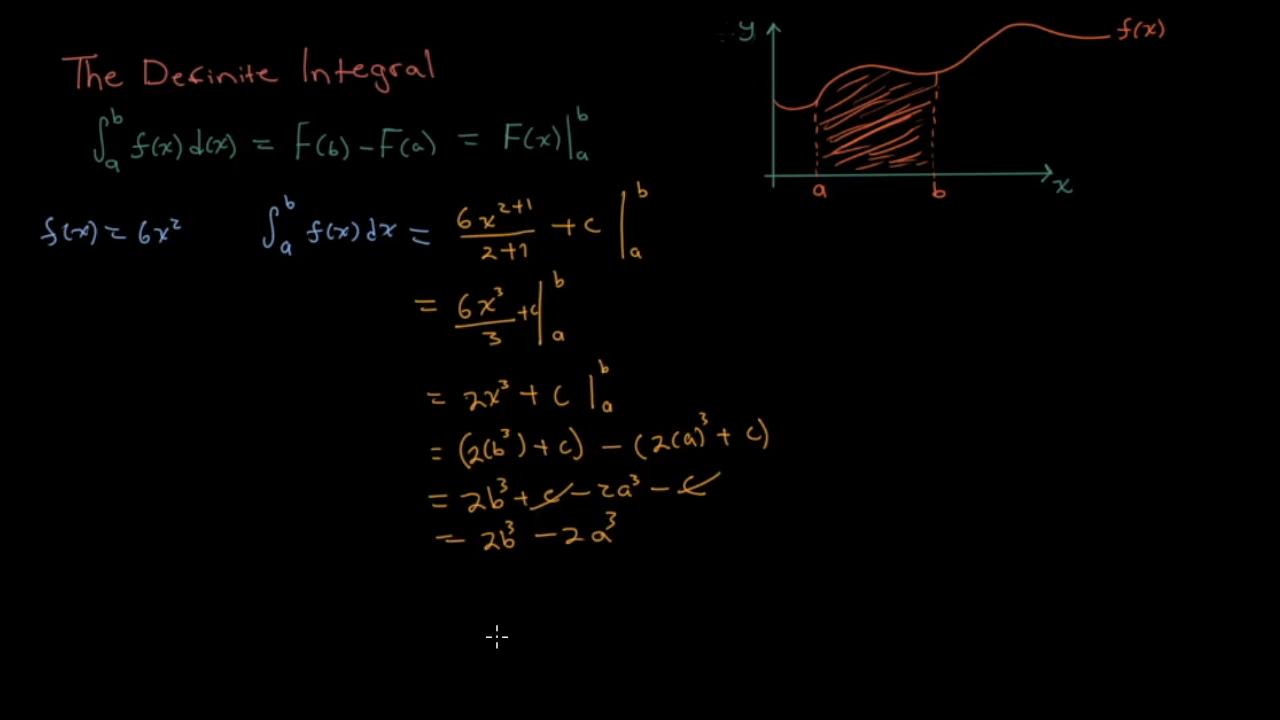 The Definite Integral
∫_a^b f(x) d(x) = F(b) - F(a) = F(x)|_a^b
f(x) = 6x² ∫_a^b f(x) dx = (6x^(2+1))/(2+1) + c |_a^b
= 6x³/3 + c |_a^b
= 2x³ + c |_a^b
= (2(b³) + c) - (2(a)³ + c)
= 2b³ + c - 2a³ - c
= 2b³ - 2a³
y
f(x)
a b x